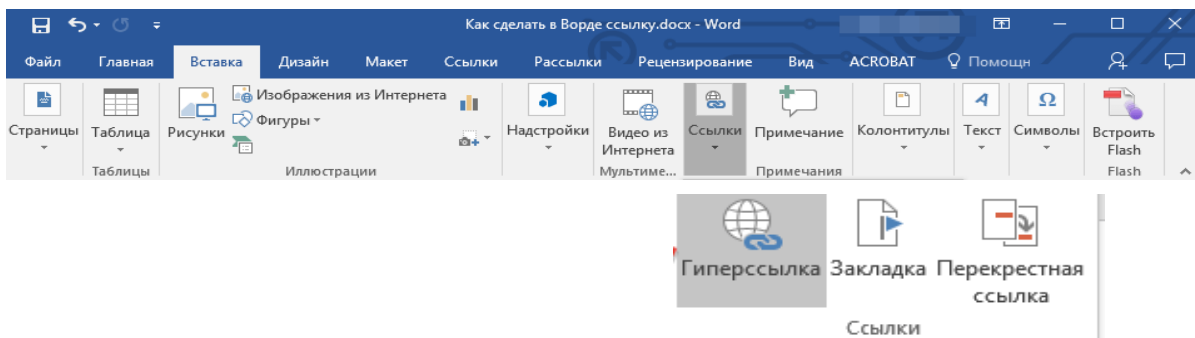 Как сделать в Ворде ссылку.docx - Word
Файл Главная Вставка Дизайн Макет Ссылки Рассылки Рецензирование Вид ACROBAT Помощн
Страницы Таблица Рисунки Изображения из Интернета Фигуры Надстройки Видео из Интернета Ссылки Примечание Колонтитулы Текст Символы Встроить Flash
Таблицы Иллюстрации Мультиме... Примечания Flash
Гиперссылка Закладка Перекрестная
ссылка
Ссылки